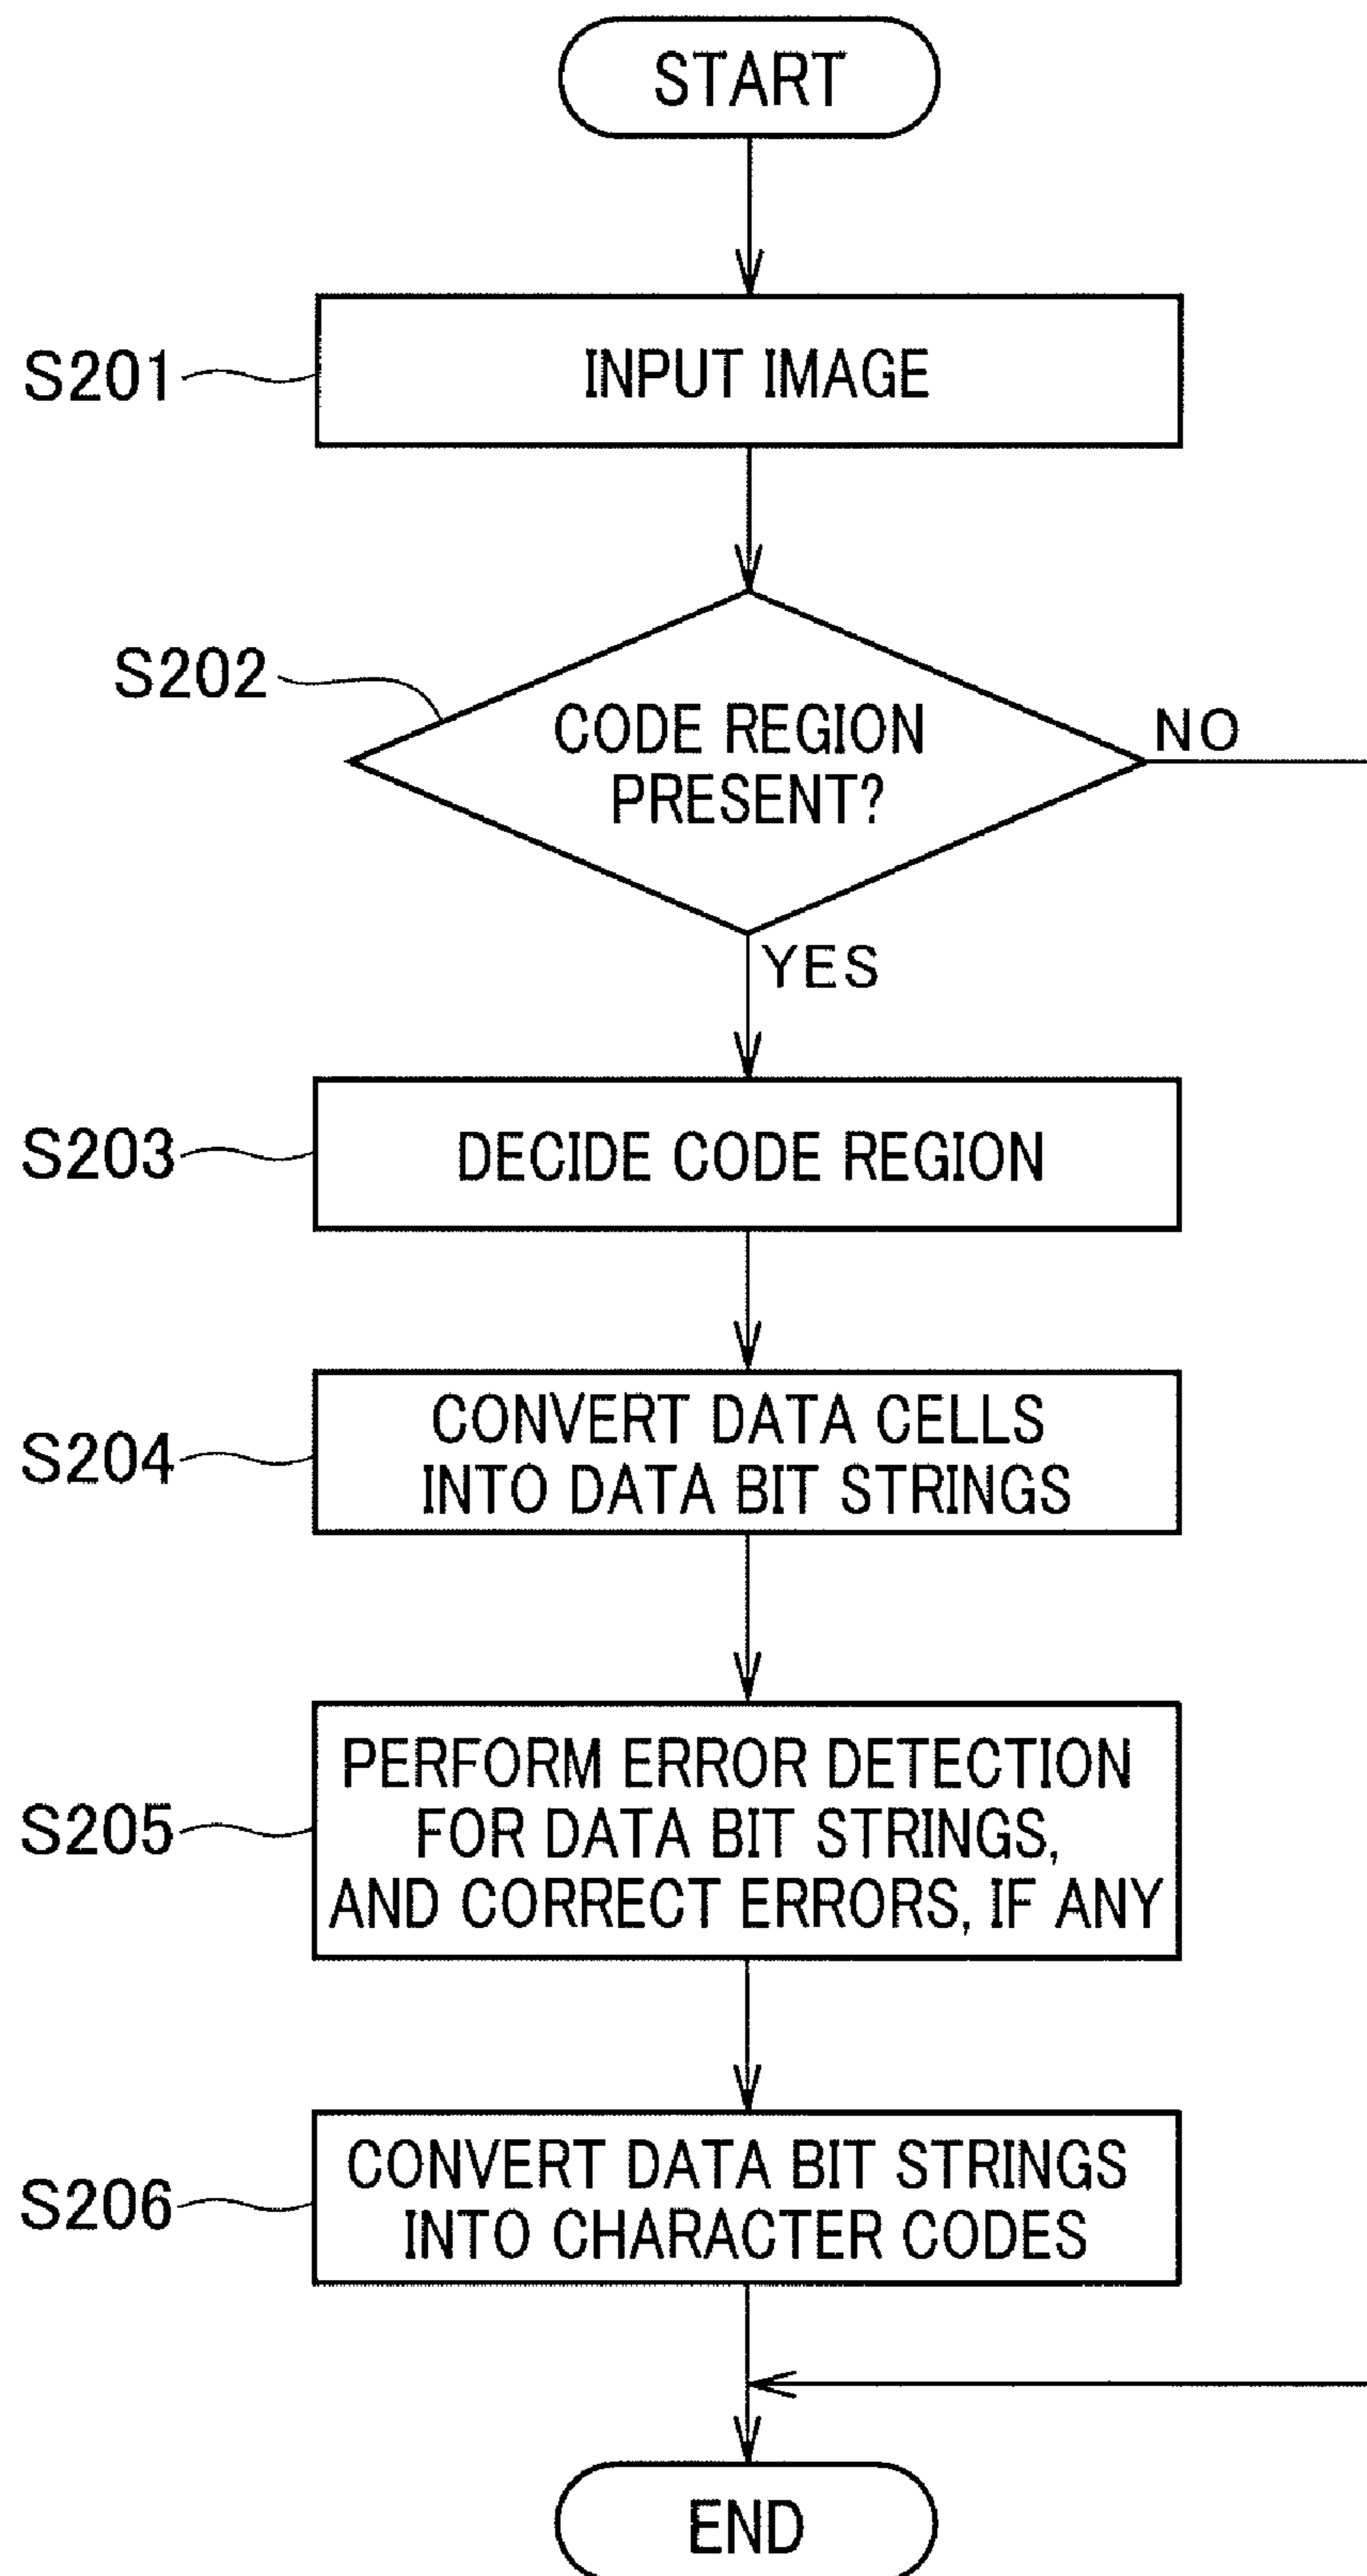 START
S201
INPUT IMAGE
S202
CODE REGION
PRESENT?
NO
YES
S203
DECIDE CODE REGION
S204
CONVERT DATA CELLS
INTO DATA BIT STRINGS
S205
PERFORM ERROR DETECTION
FOR DATA BIT STRINGS,
AND CORRECT ERRORS, IF ANY
S206
CONVERT DATA BIT STRINGS
INTO CHARACTER CODES
END